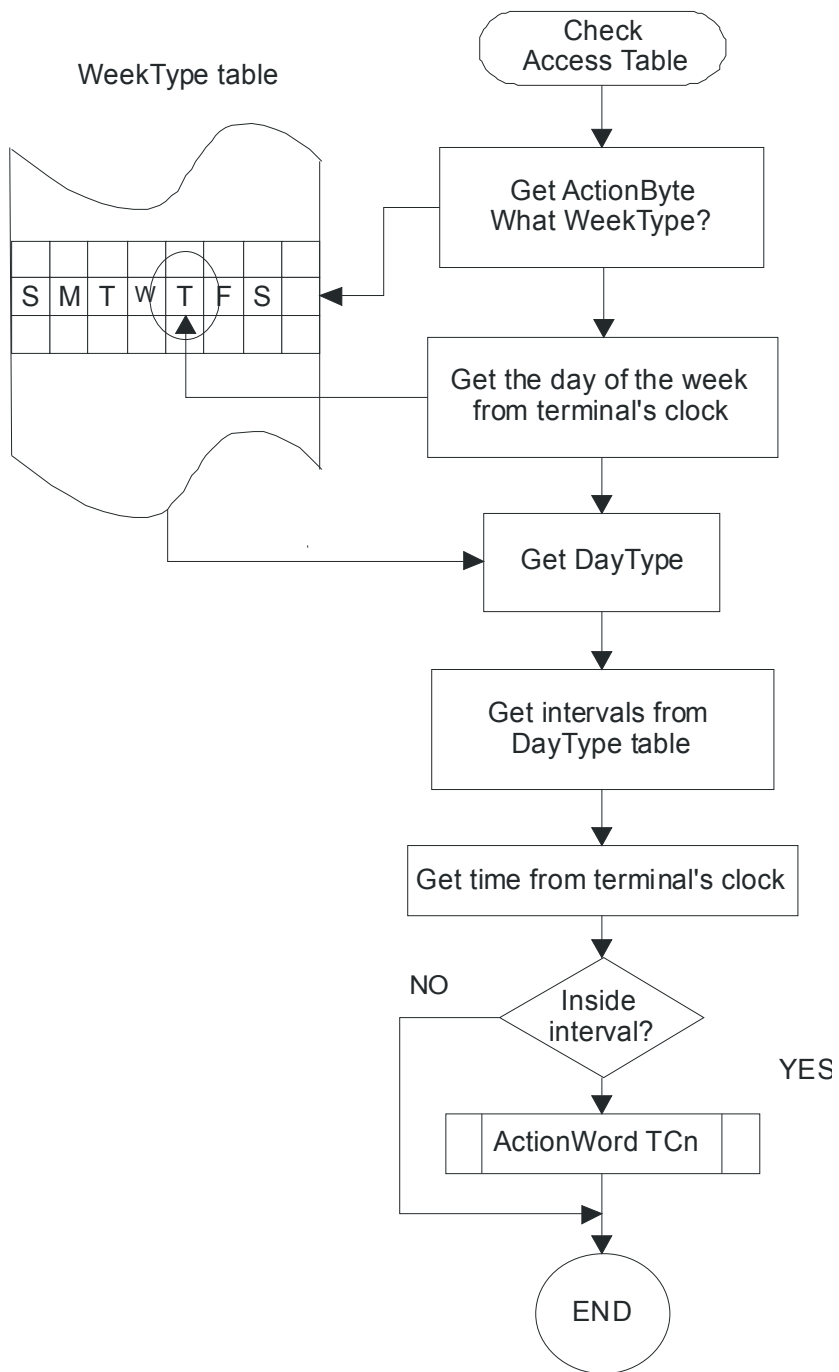 Check
Access Table
WeekType table
Get ActionByte
What WeekType?
S M T W T F S
Get the day of the week
from terminal's clock
Get DayType
Get intervals from
DayType table
Get time from terminal's clock
NO
Inside
interval?
YES
ActionWord TCn
END